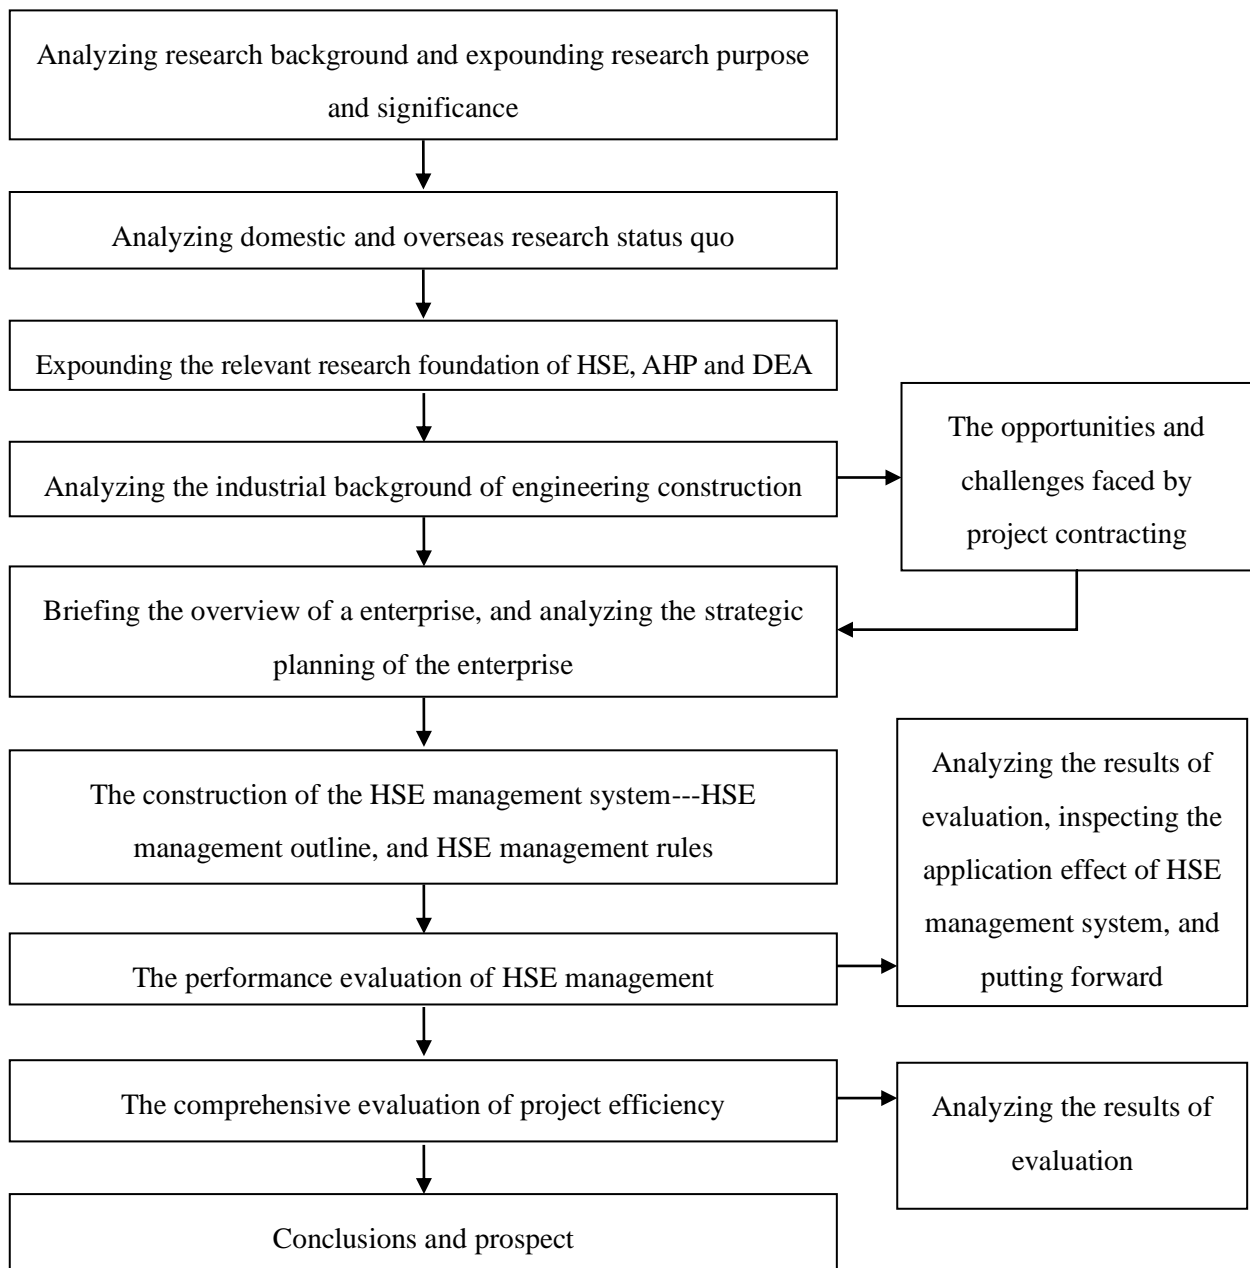 Analyzing research background and expounding research purpose
and significance
Analyzing domestic and overseas research status quo
Expounding the relevant research foundation of HSE, AHP and DEA
Analyzing the industrial background of engineering construction
The opportunities and
challenges faced by
project contracting
Briefing the overview of a enterprise, and analyzing the strategic
planning of the enterprise
The construction of the HSE management system---HSE
management outline, and HSE management rules
The performance evaluation of HSE management
Analyzing the results of
evaluation, inspecting the
application effect of HSE
management system, and
putting forward
The comprehensive evaluation of project efficiency
Analyzing the results of
evaluation
Conclusions and prospect